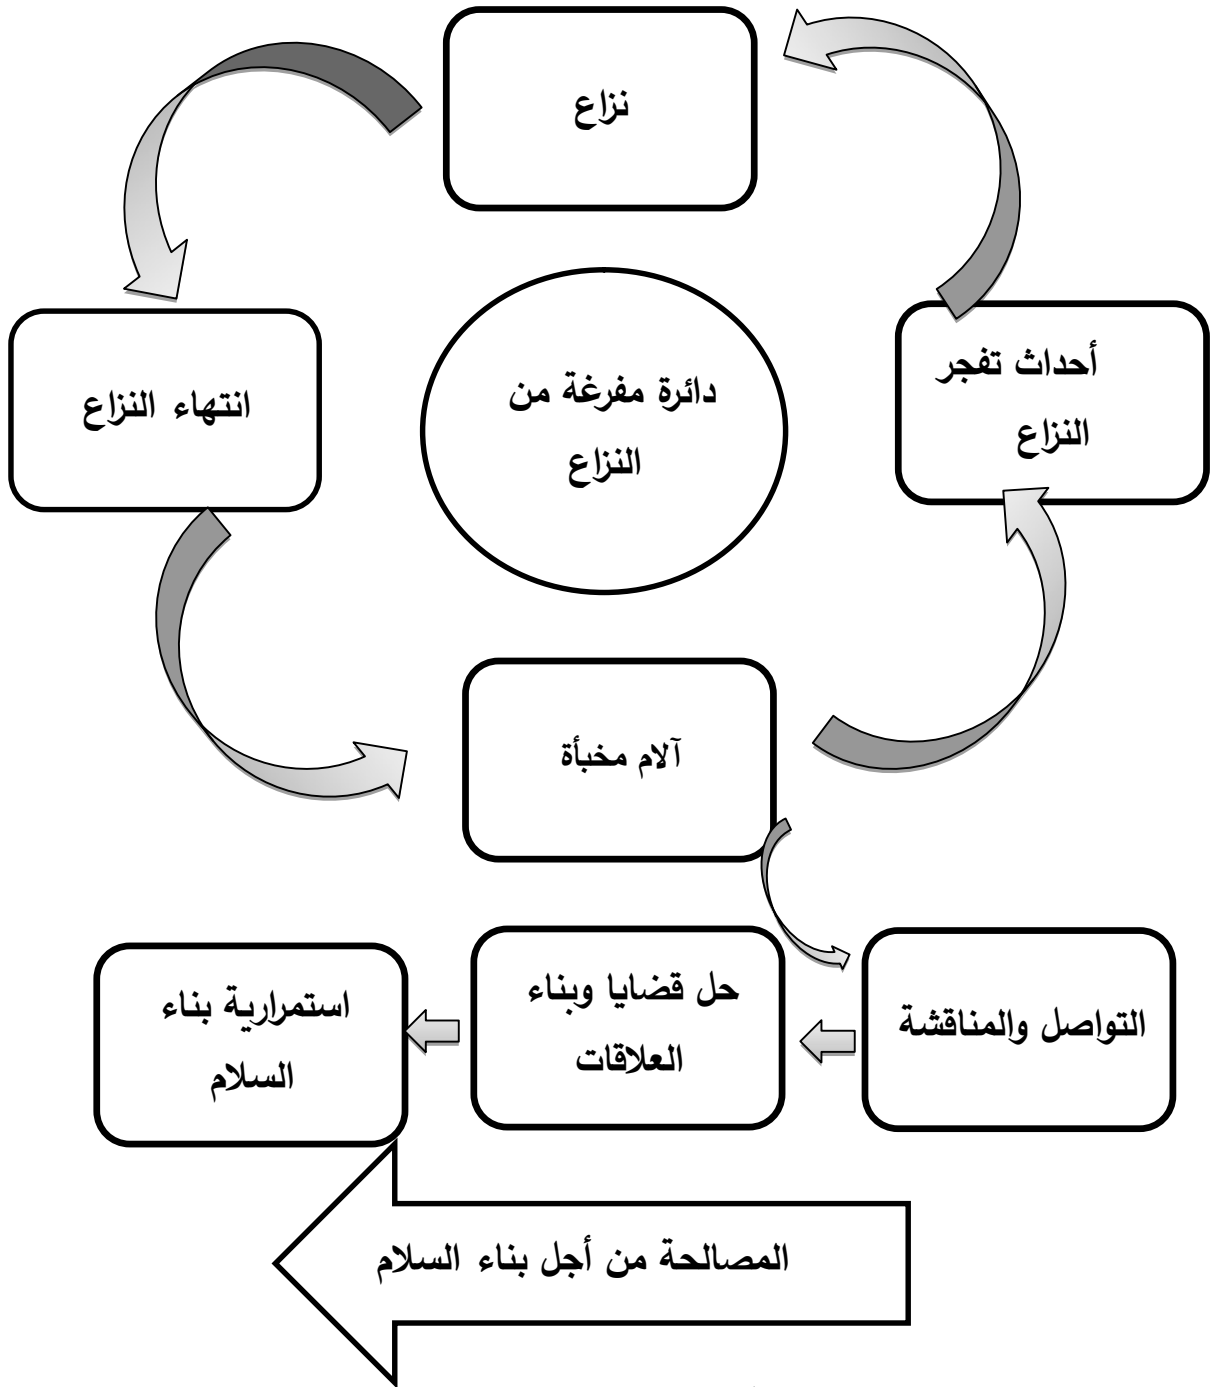 نزاع
أحداث تفجر
النزاع
دائرة مفرغة من
النزاع
انتهاء النزاع
آلام مخبأة
التواصل والمناقشة
حل قضايا وبناء
العلاقات
استمرارية بناء
السلام
المصالحة من أجل بناء السلام